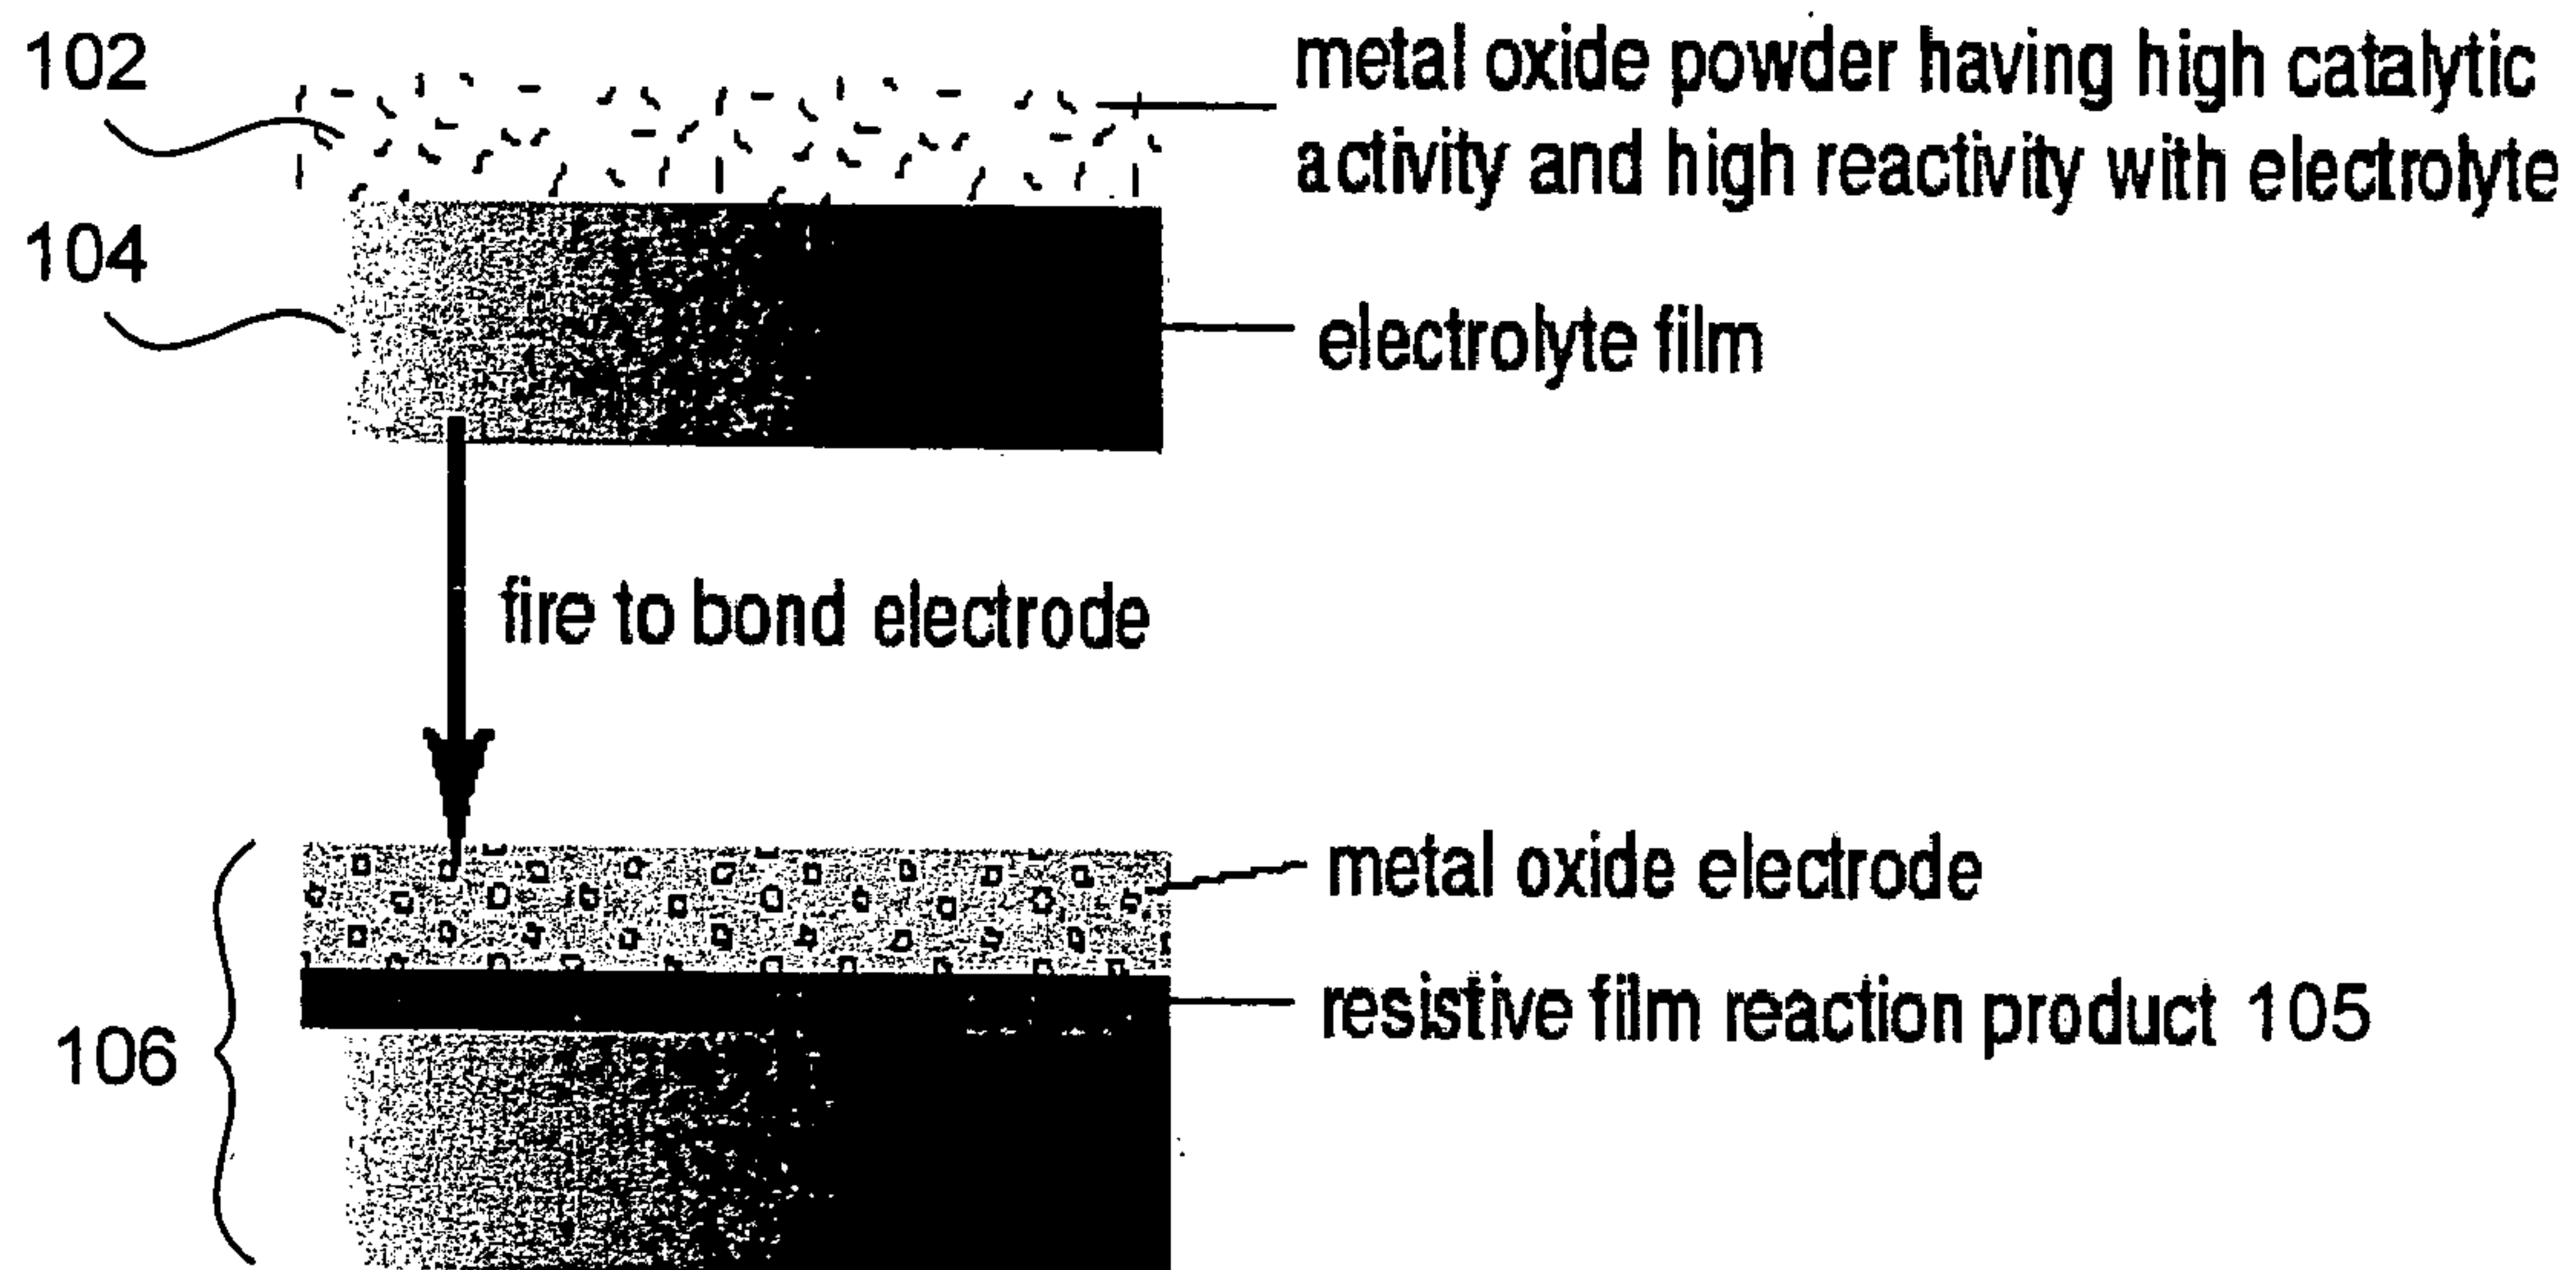 102
metal oxide powder having high catalytic
activity and high reactivity with electrolyte
104
electrolyte film
fire to bond electrode
metal oxide electrode
resistive film reaction product 105
106